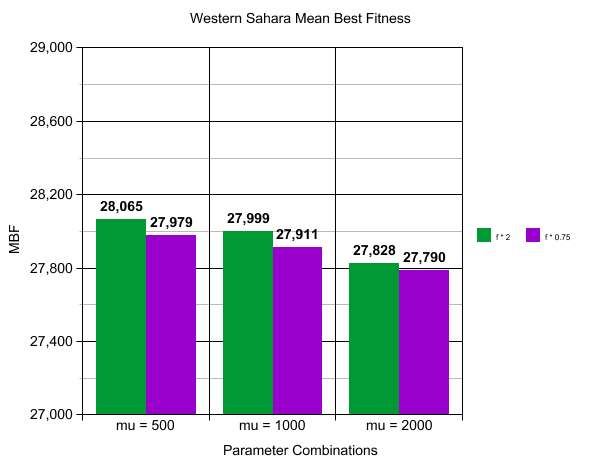 Western Sahara Mean Best Fitness
29,000
28,600
28,200
27,800
27,400
27,000
MBF
28,065
27,979
27,999
27,911
27,828
27,790
mu = 500
mu = 1000
mu = 2000
Parameter Combinations
f * 2
f * 0.75